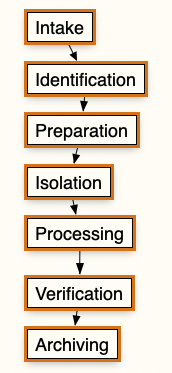 Intake
Identification
Preparation
Isolation
Processing
Verification
Archiving